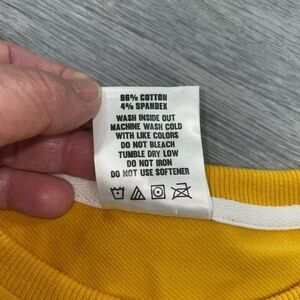 96% COTTON
4% SPANDEX
WASH INSIDE OUT
MACHINE WASH COLD
WITH LIKE COLORS
DO NOT BLEACH
TUMBLE DRY LOW
DO NOT IRON
DO NOT USE SOFTENER